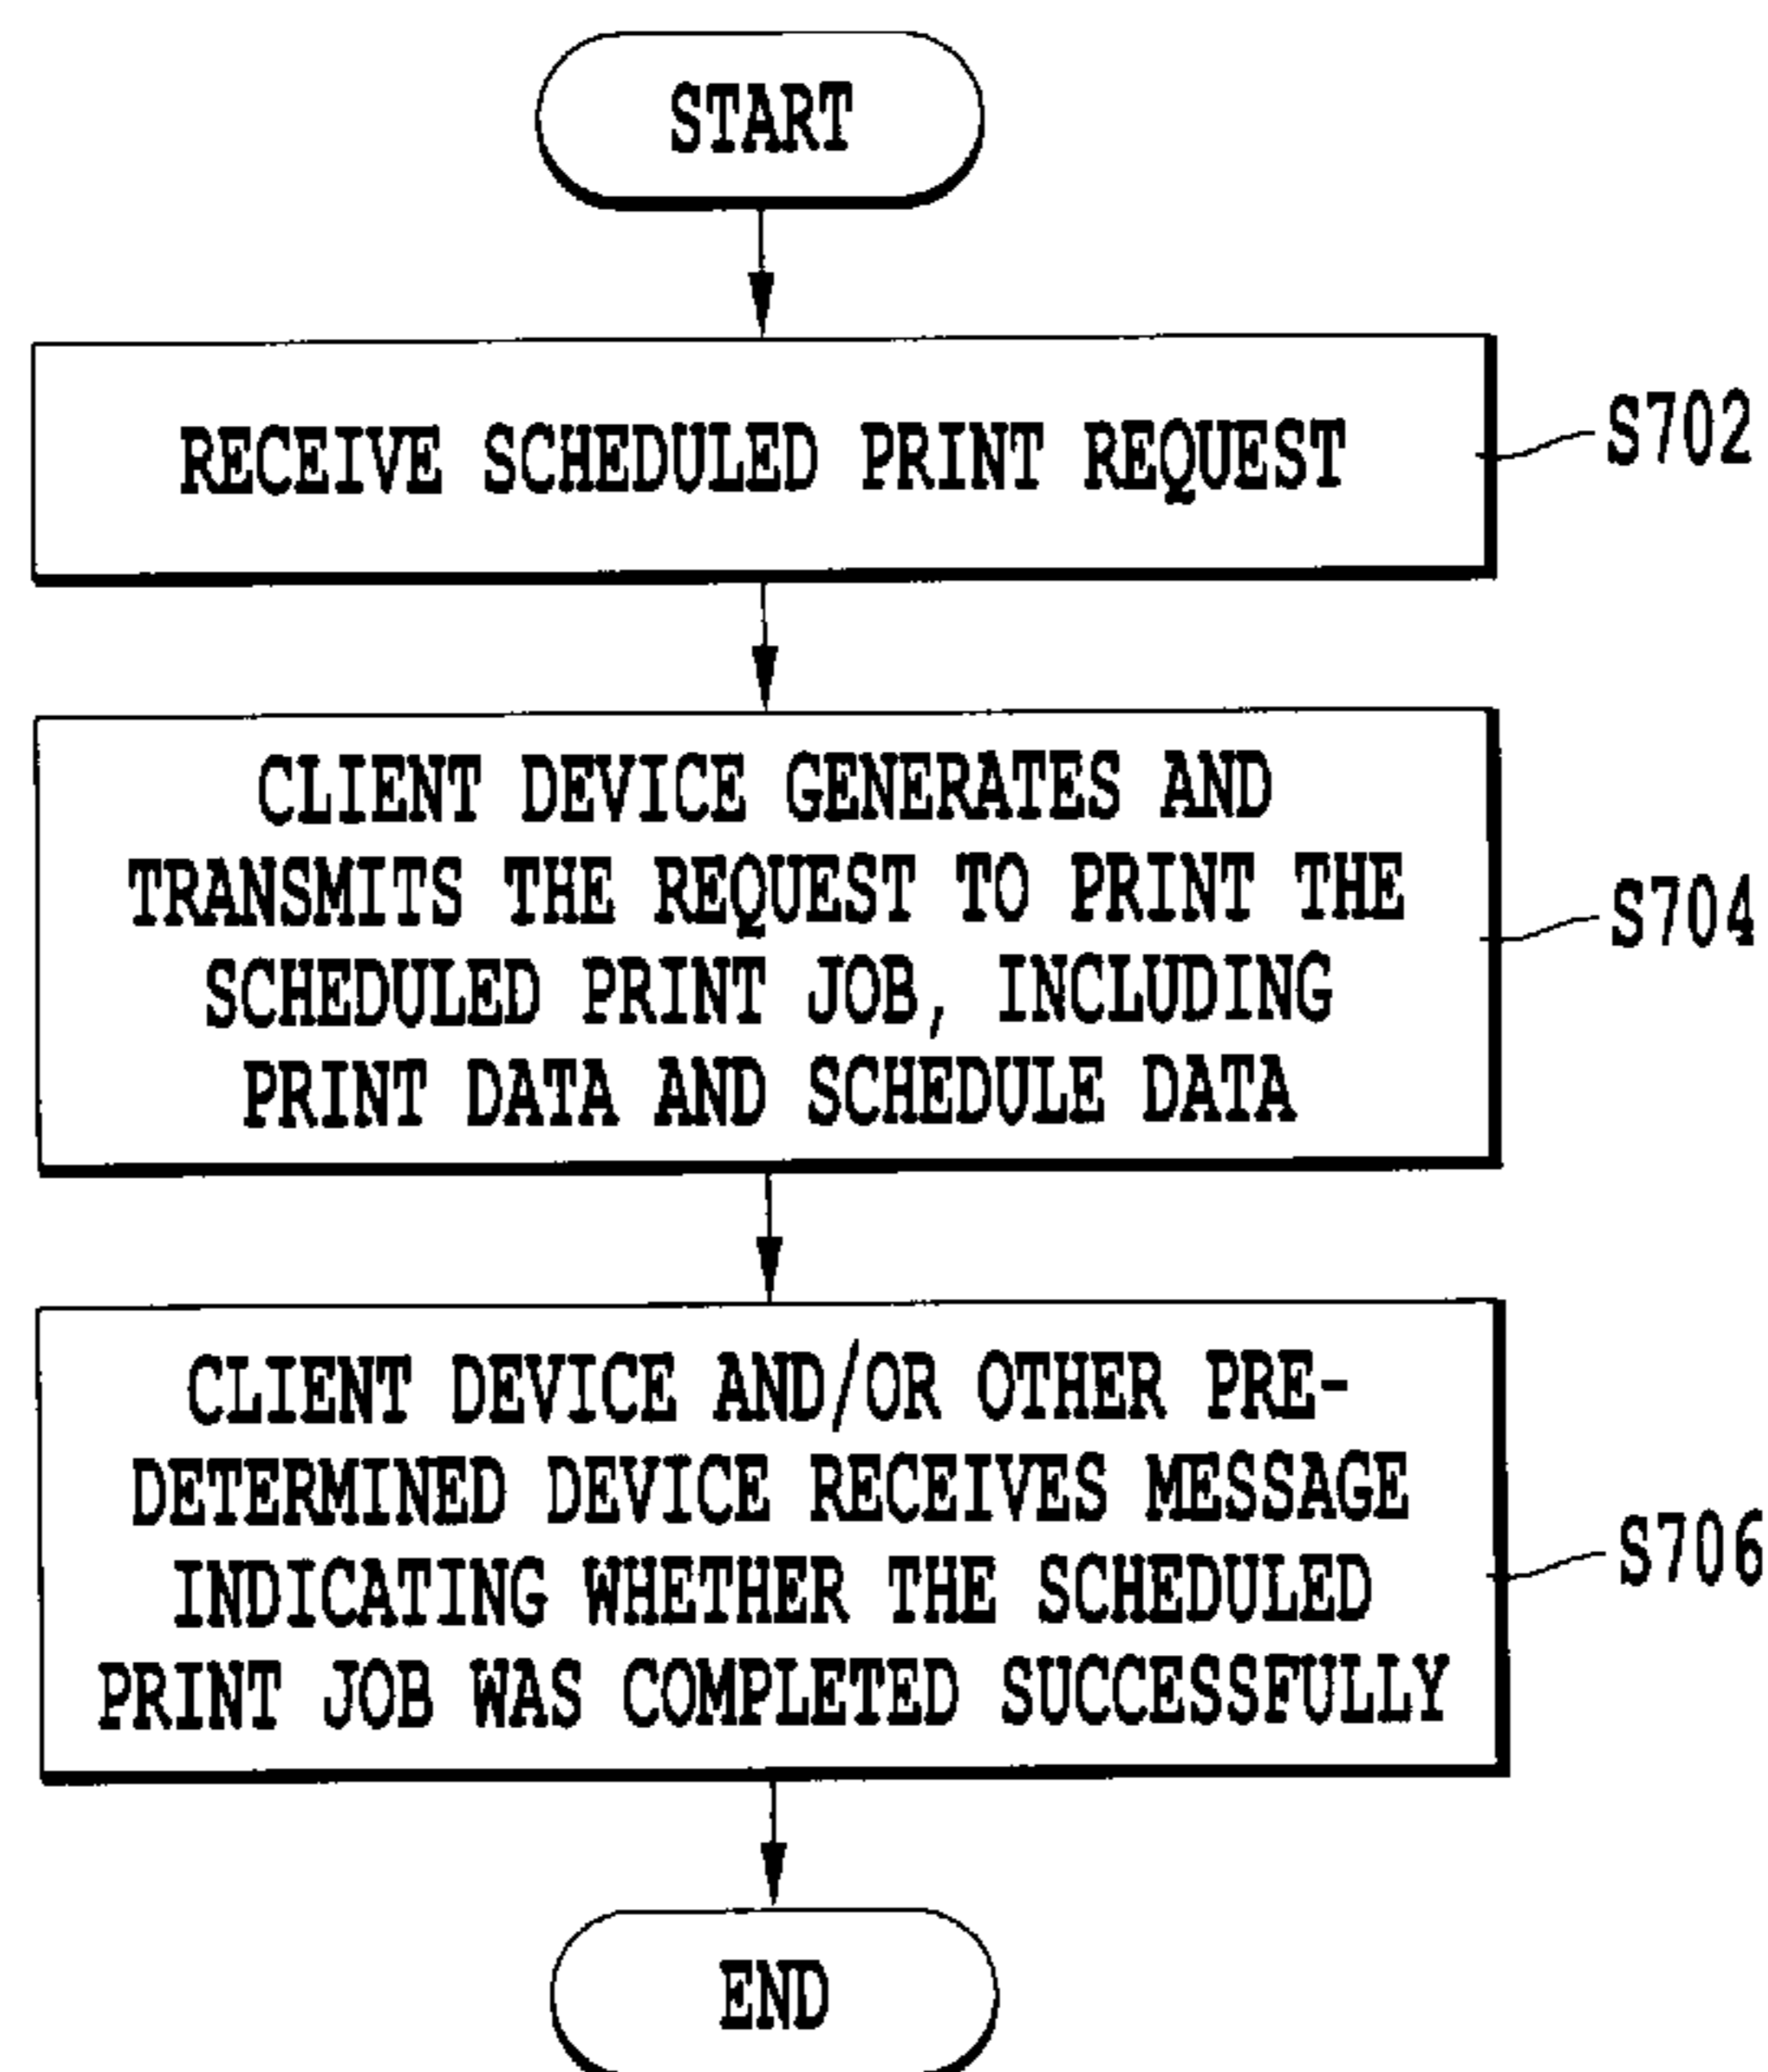 START
RECEIVE SCHEDULED PRINT REQUEST
S702
CLIENT DEVICE GENERATES AND
TRANSMITS THE REQUEST TO PRINT THE
SCHEDULED PRINT JOB, INCLUDING
PRINT DATA AND SCHEDULE DATA
S704
CLIENT DEVICE AND/OR OTHER PRE-
DETERMINED DEVICE RECEIVES MESSAGE
INDICATING WHETHER THE SCHEDULED
PRINT JOB WAS COMPLETED SUCCESSFULLY
S706
END